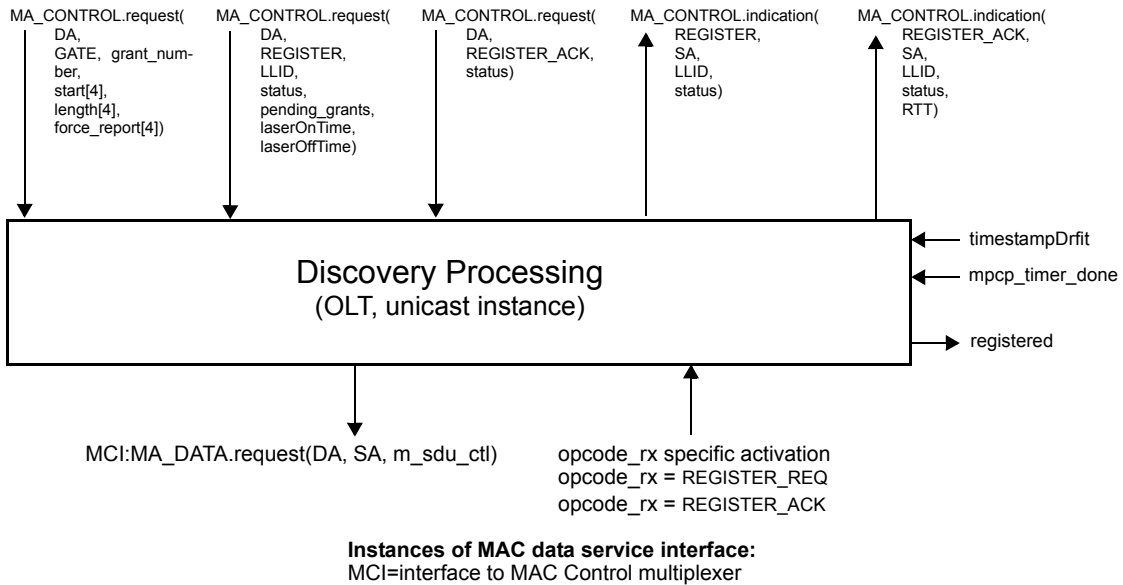 MA_CONTROL.request(
DA,
GATE, grant_num-
ber,
start[4],
length[4],
force_report[4])
MA_CONTROL.request(
DA,
REGISTER,
LLID,
status,
pending_grants,
laserOnTime,
laserOffTime)
MA_CONTROL.request(
DA,
REGISTER_ACK,
status)
MA_CONTROL.indication(
REGISTER,
SA,
LLID,
status)
MA_CONTROL.indication(
REGISTER_ACK,
SA,
LLID,
status,
RTT)
Discovery Processing
(OLT, unicast instance)
timestampDrfit
mpcp_timer_done
registered
MCI:MA_DATA.request(DA, SA, m_sdu_ctl)
opcode_rx specific activation
opcode_rx = REGISTER_REQ
opcode_rx = REGISTER_ACK
Instances of MAC data service interface:
MCI=interface to MAC Control multiplexer